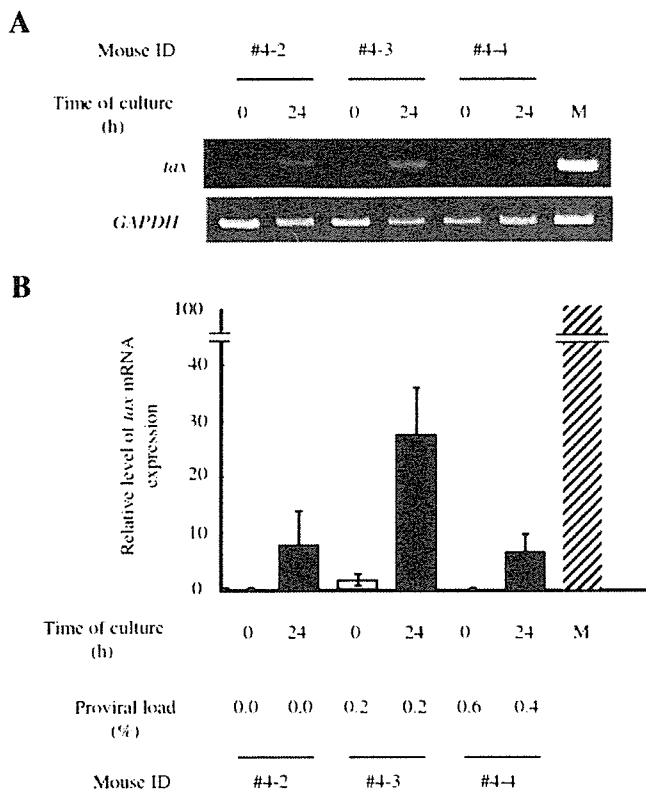 A
Mouse ID #4-2 #4-3 #4-4
Time of culture (h) 0 24 0 24 0 24 M
tax
GAPDH
B
Relative level of tax mRNA expression
100
40
30
20
10
0
Time of culture (h) 0 24 0 24 0 24 M
Proviral load (%) 0.0 0.0 0.2 0.2 0.6 0.4
Mouse ID #4-2 #4-3 #4-4